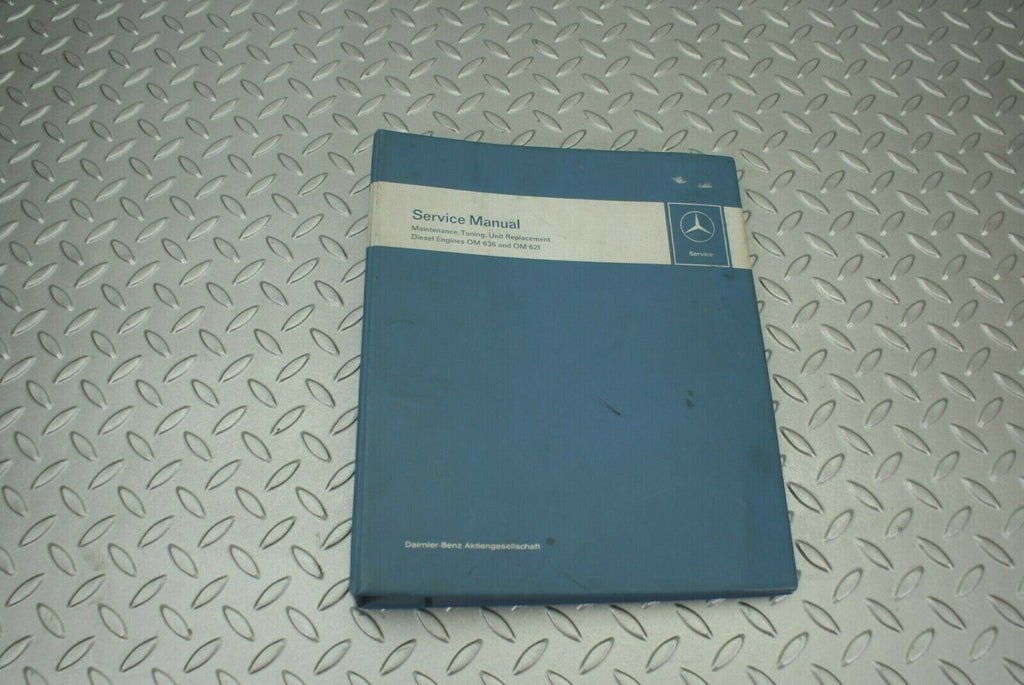 Service Manual
Maintenance, Tuning, Unit Replacement
Diesel Engines OM 636 and OM 621
Service
Daimler-Benz Aktiengesellschaft